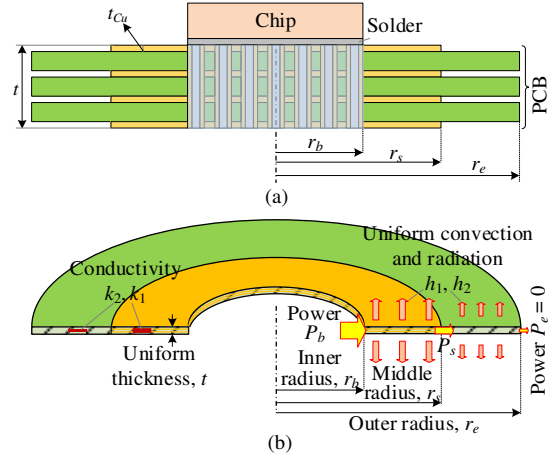 t_Cu
Chip
Solder
t
PCB
r_b
r_s
r_e
(a)
Uniform convection
and radiation
Conductivity
k_2, k_1
h_1, h_2
Power
P_b
P_s
Power P_e = 0
Uniform
thickness, t
Inner
radius, r_b
Middle
radius, r_s
Outer radius, r_e
(b)